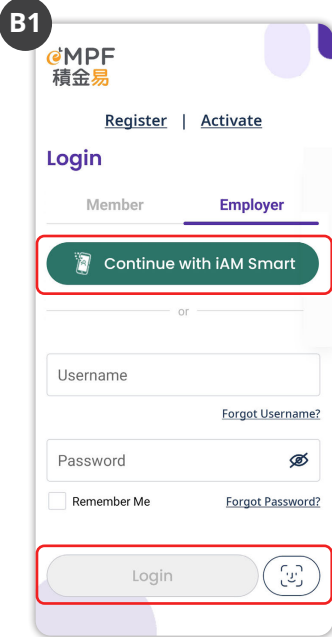 B1
eMPF
積金易
Register | Activate
Login
Member Employer
Continue with iAM Smart
or
Username
Forgot Username?
Password
Remember Me Forgot Password?
Login